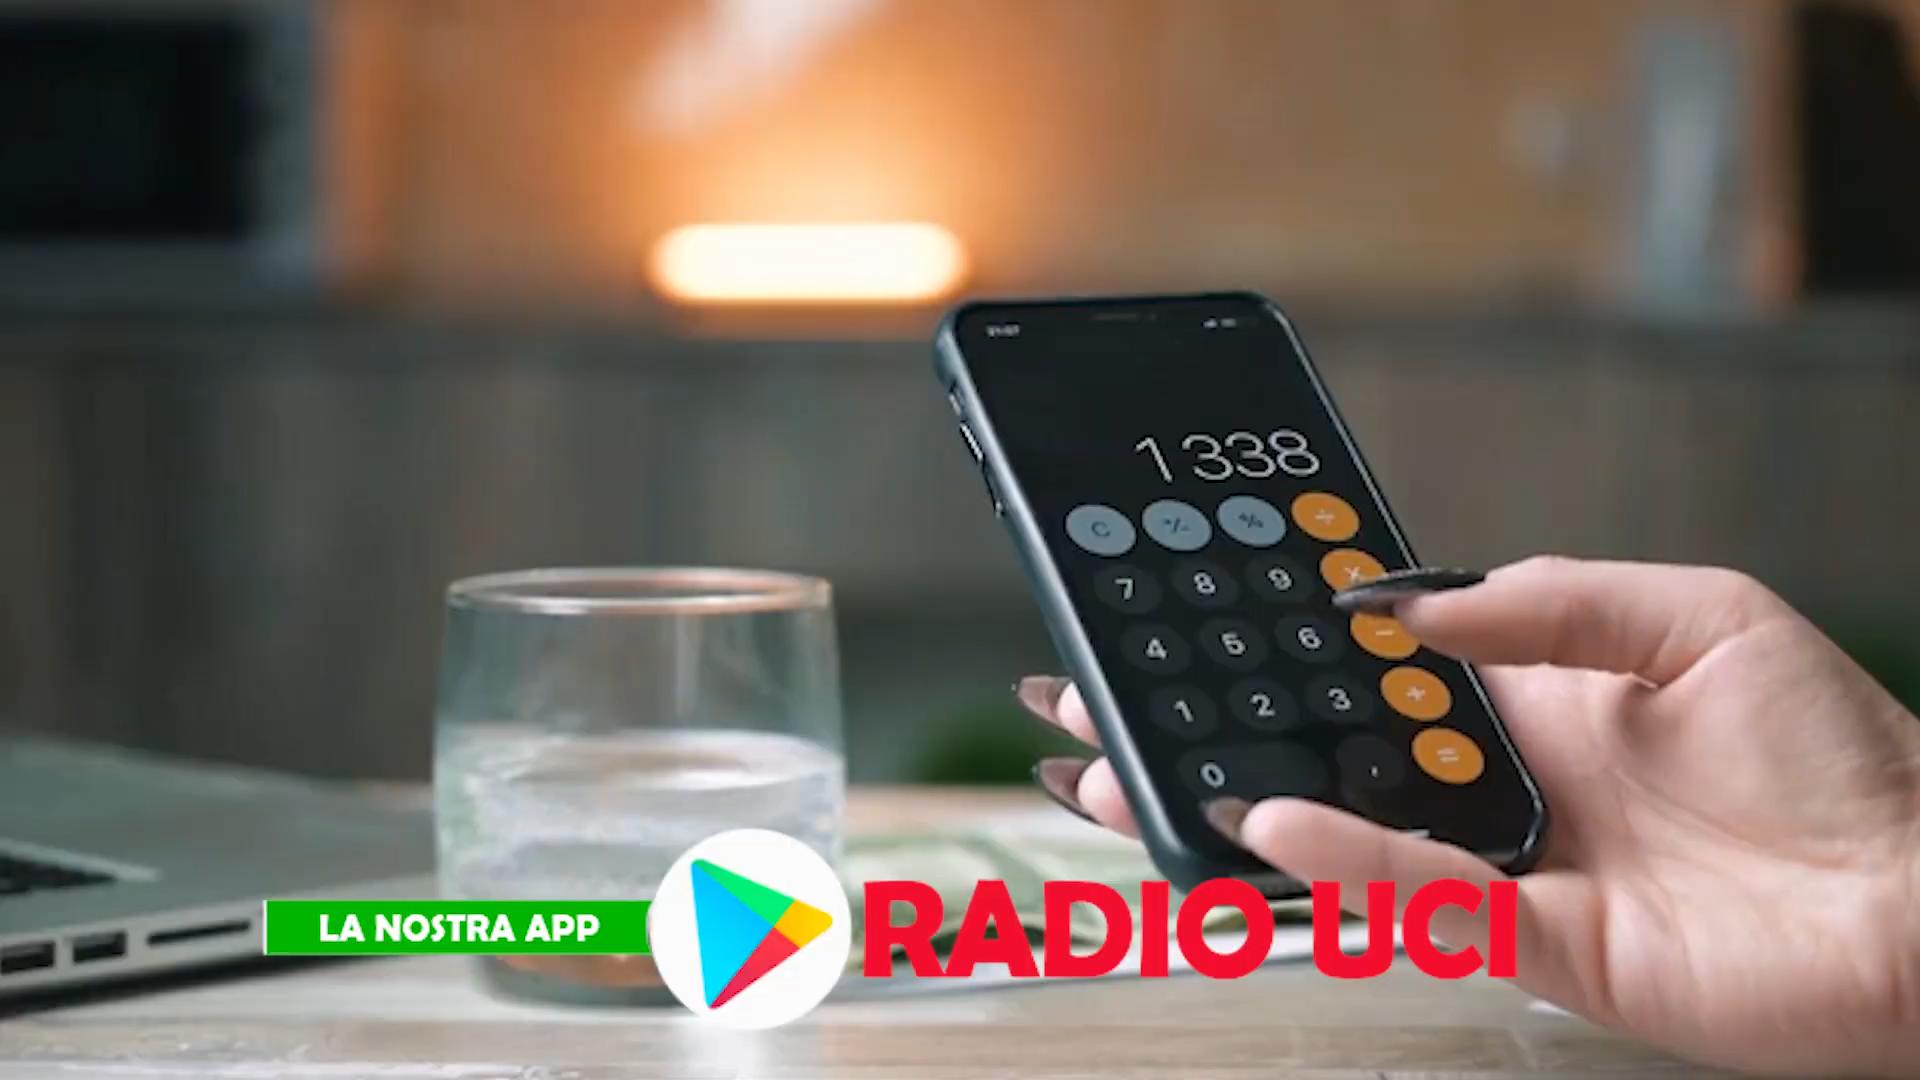 1338
C +/- % ÷
7 8 9 ×
4 5 6 −
1 2 3 +
0 . =
LA NOSTRA APP
RADIO UCI